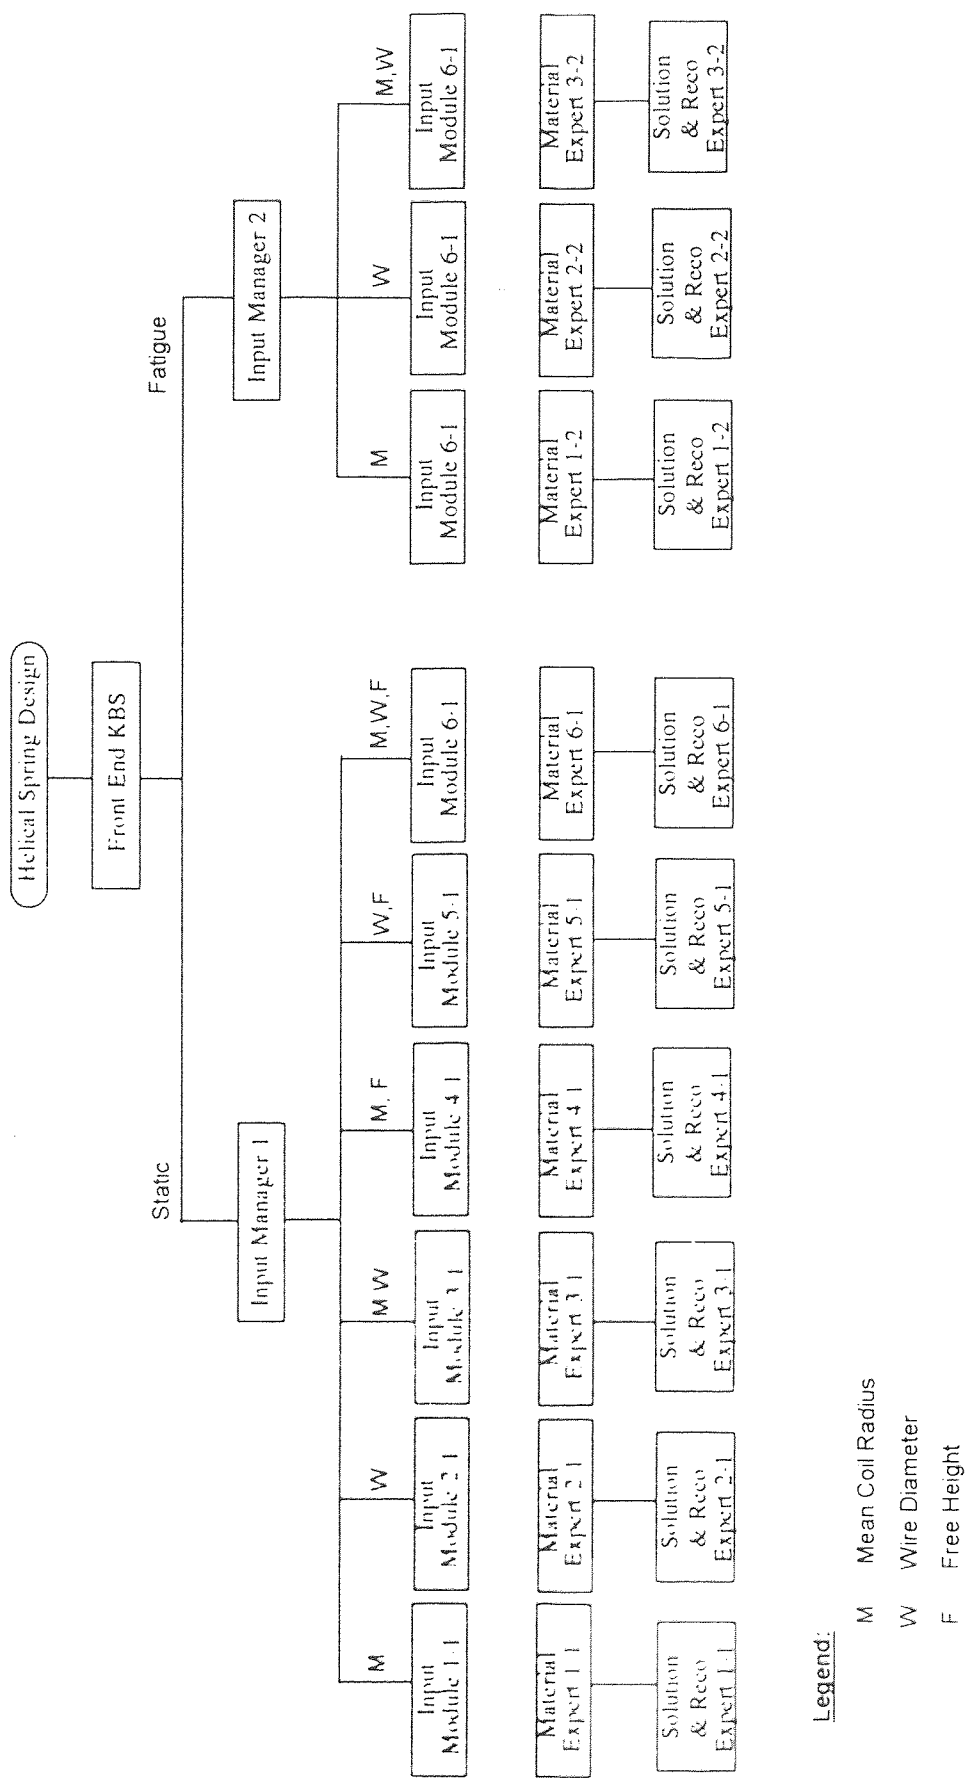 Helical Spring Design
Front End KBS
Static
Fatigue
Input Manager 1
Input Manager 2
M
W
M W
M, F
W,F
M,W,F
M
W
M,W
Input
Module 1-1
Input
Module 2 1
Input
Module 3 1
Input
Module 4 1
Input
Module 5-1
Input
Module 6-1
Input
Module 6-1
Input
Module 6-1
Input
Module 6-1
Material
Expert 1 1
Material
Expert 2 1
Material
Expert 3 1
Material
Expert 4 1
Material
Expert 5-1
Material
Expert 6-1
Material
Expert 1-2
Material
Expert 2-2
Material
Expert 3-2
Solution
& Reco
Expert 1-1
Solution
& Reco
Expert 2-1
Solution
& Reco
Expert 3-1
Solution
& Reco
Expert 4-1
Solution
& Reco
Expert 5-1
Solution
& Reco
Expert 6-1
Solution
& Reco
Expert 1-2
Solution
& Reco
Expert 2-2
Solution
& Reco
Expert 3-2
Legend:
M Mean Coil Radius
W Wire Diameter
F Free Height